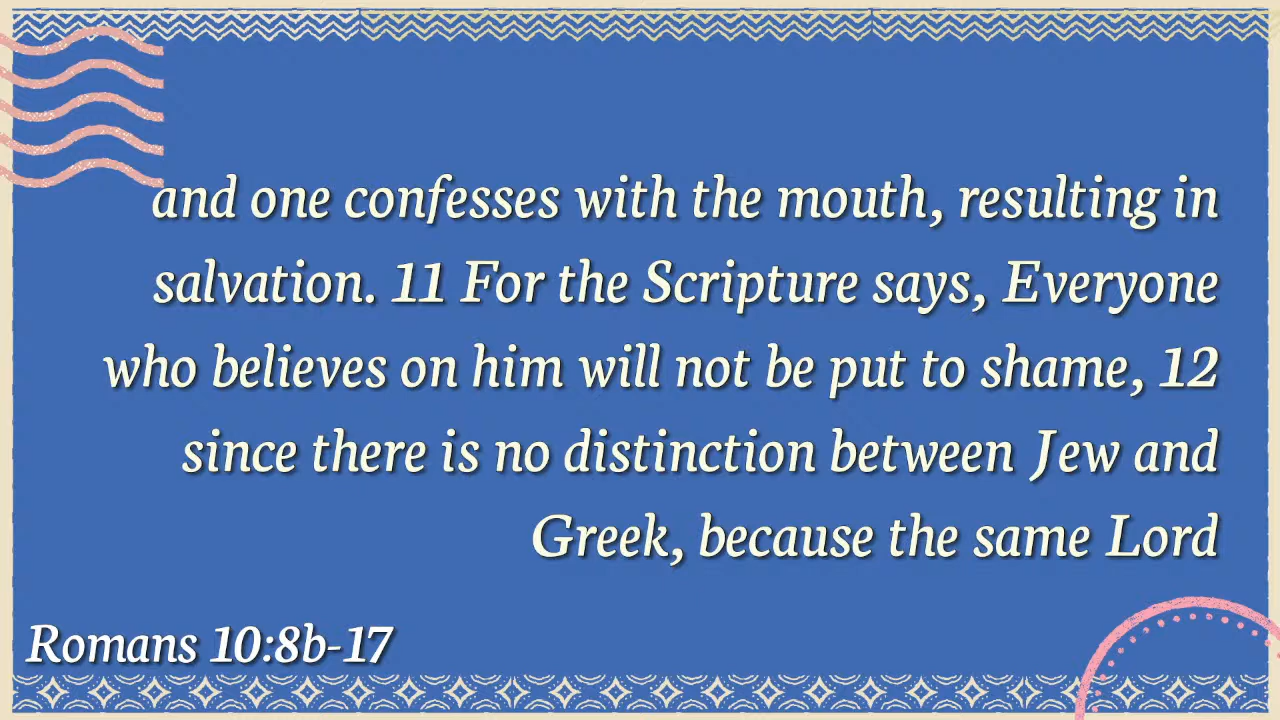 and one confesses with the mouth, resulting in
salvation. 11 For the Scripture says, Everyone
who believes on him will not be put to shame, 12
since there is no distinction between Jew and
Greek, because the same Lord
Romans 10:8b-17